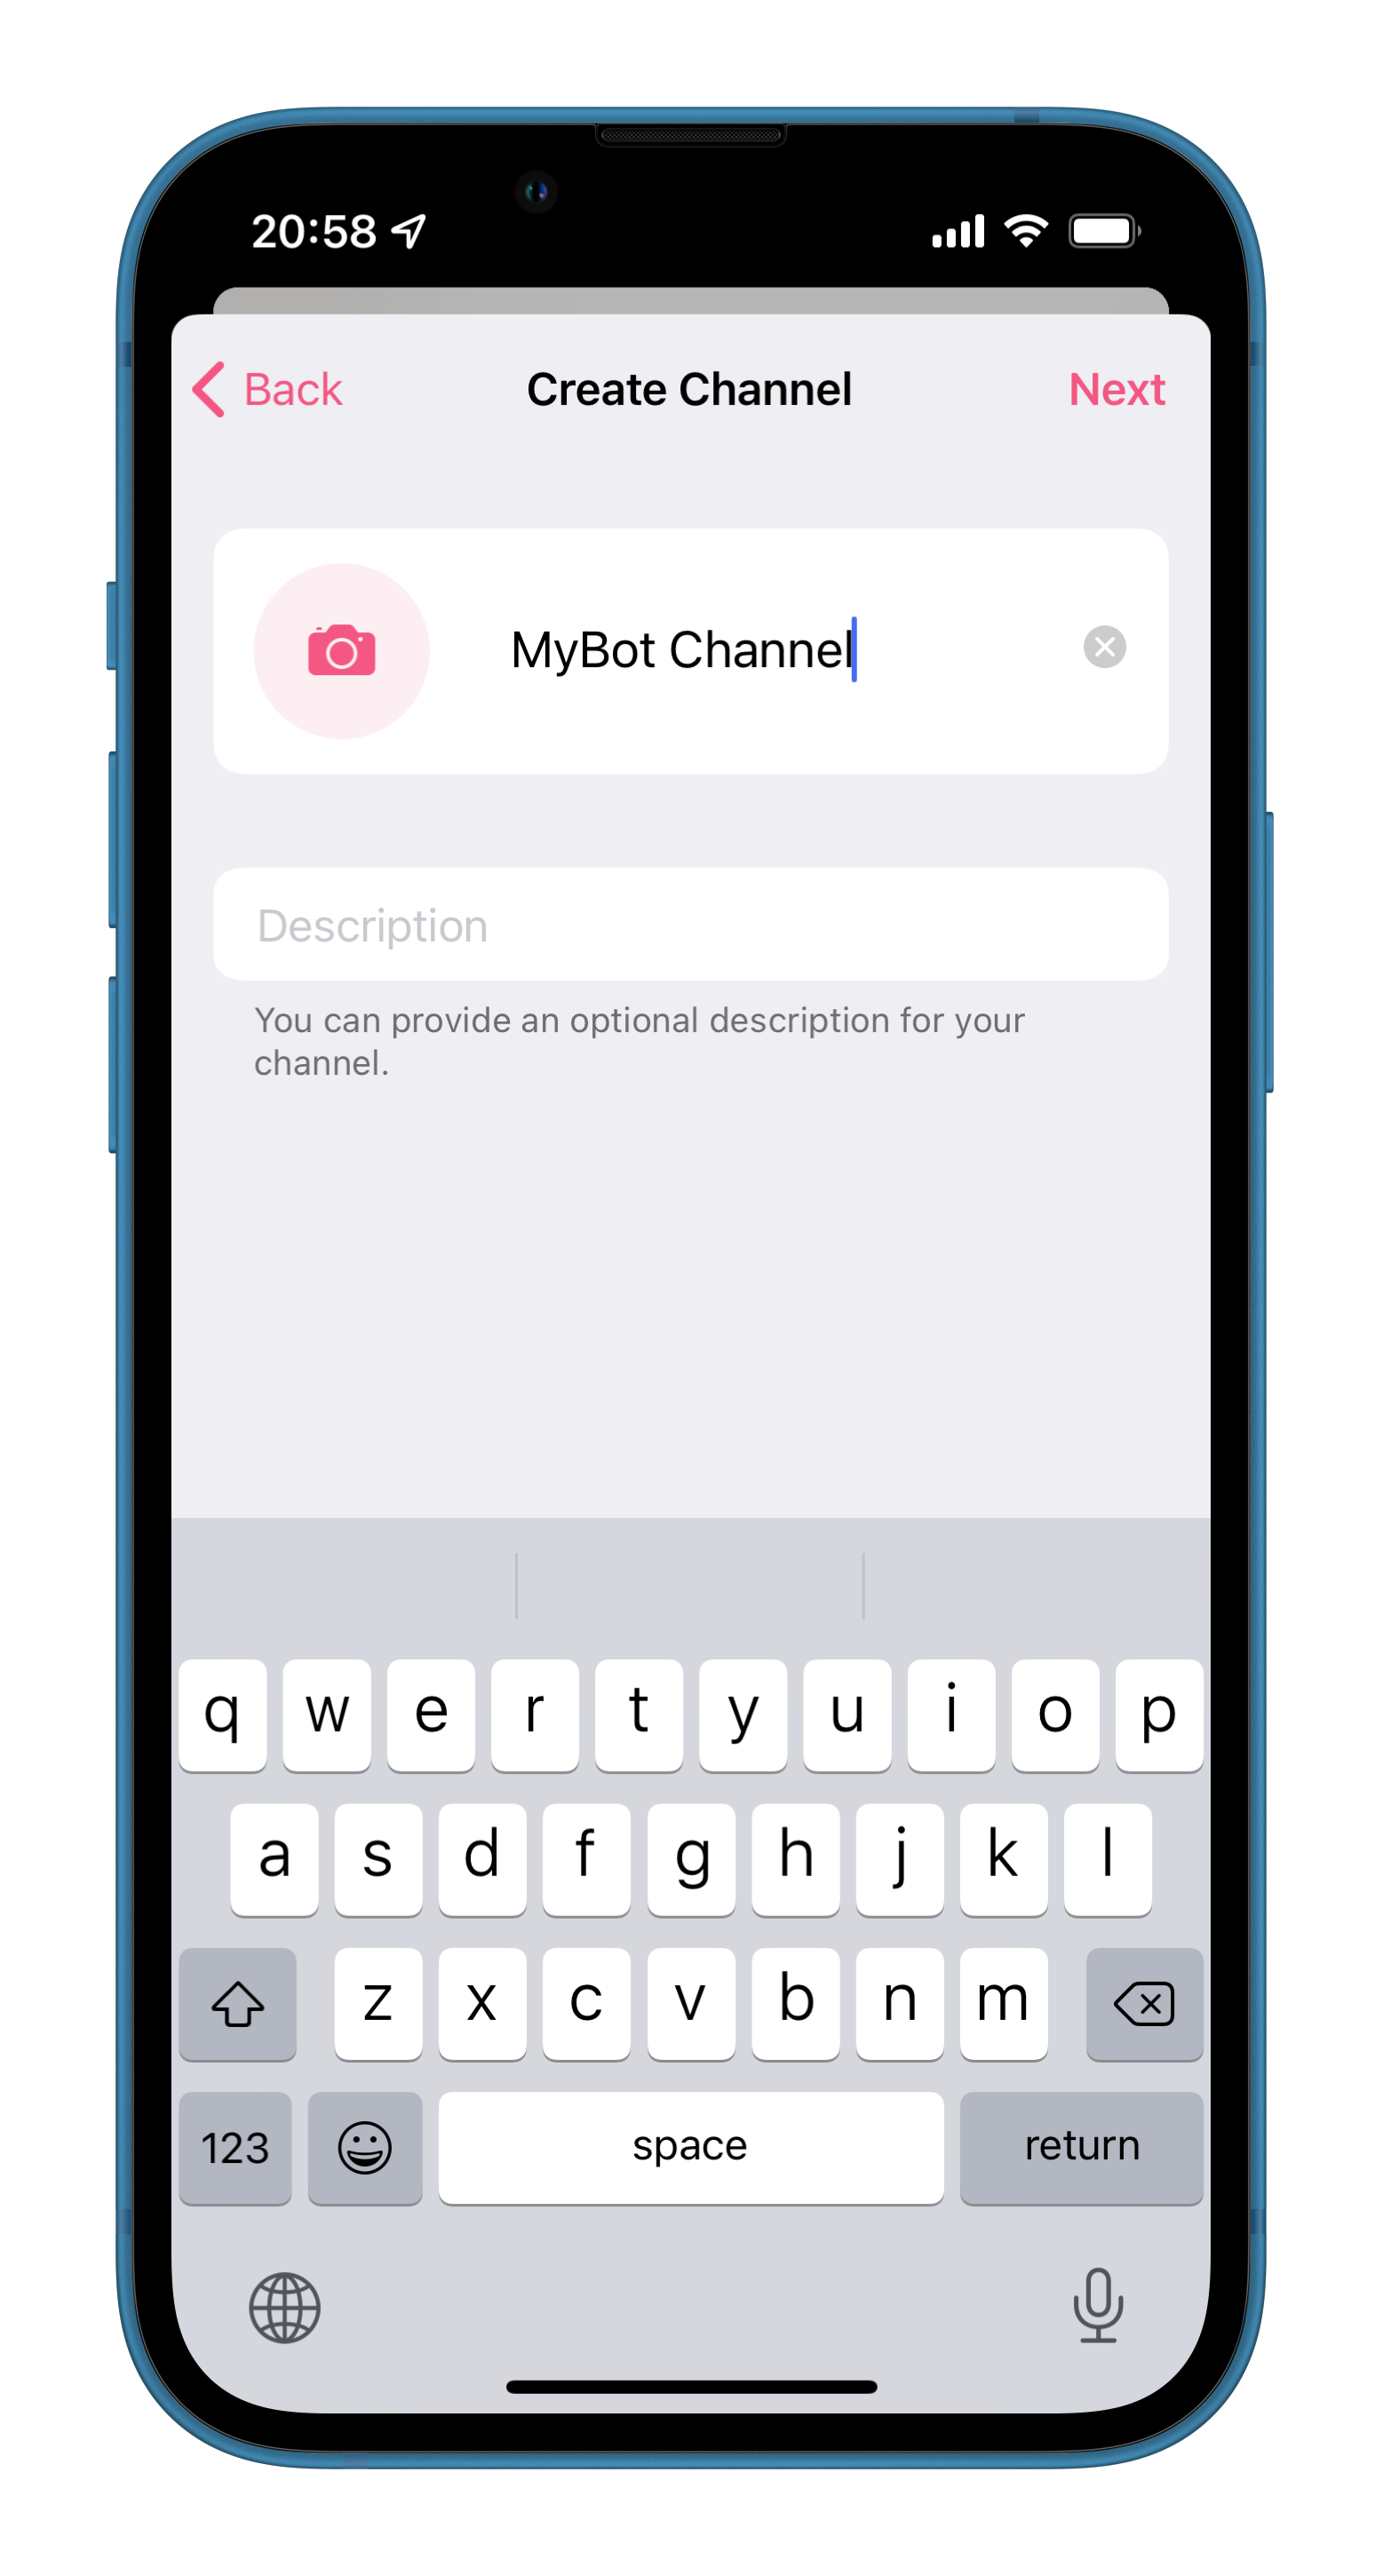 20:58
Back Create Channel Next
MyBot Channel
Description
You can provide an optional description for your
channel.
q w e r t y u i o p
a s d f g h j k l
z x c v b n m
123 space return